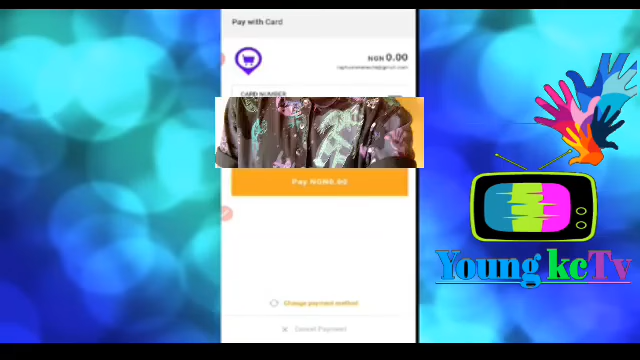 Pay with Card
NGN 0.00
CARD NUMBER
Pay NGN0.00
Change payment method
Cancel Payment
Young kcTv